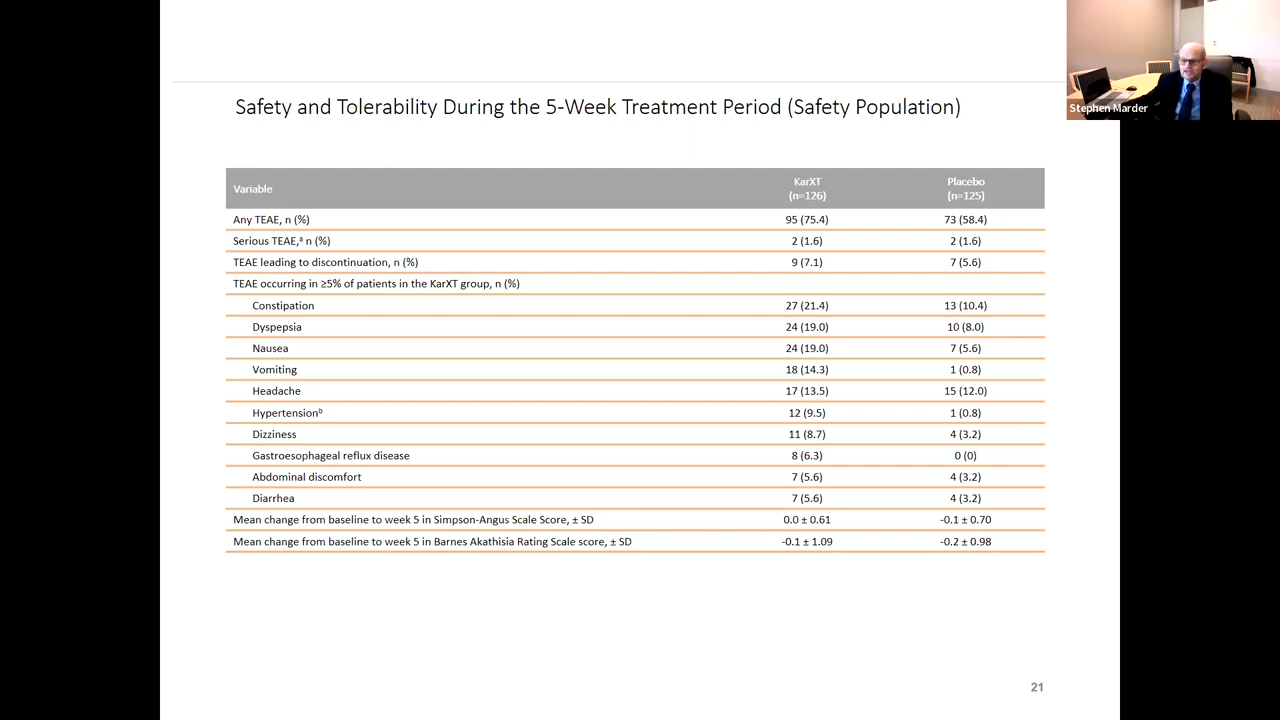 Stephen Marder
Safety and Tolerability During the 5-Week Treatment Period (Safety Population)
Variable KarXT (n=126) Placebo (n=125)
Any TEAE, n (%) 95 (75.4) 73 (58.4)
Serious TEAE,ᵃ n (%) 2 (1.6) 2 (1.6)
TEAE leading to discontinuation, n (%) 9 (7.1) 7 (5.6)
TEAE occurring in ≥5% of patients in the KarXT group, n (%)
Constipation 27 (21.4) 13 (10.4)
Dyspepsia 24 (19.0) 10 (8.0)
Nausea 24 (19.0) 7 (5.6)
Vomiting 18 (14.3) 1 (0.8)
Headache 17 (13.5) 15 (12.0)
Hypertensionᵇ 12 (9.5) 1 (0.8)
Dizziness 11 (8.7) 4 (3.2)
Gastroesophageal reflux disease 8 (6.3) 0 (0)
Abdominal discomfort 7 (5.6) 4 (3.2)
Diarrhea 7 (5.6) 4 (3.2)
Mean change from baseline to week 5 in Simpson-Angus Scale Score, ± SD 0.0 ± 0.61 -0.1 ± 0.70
Mean change from baseline to week 5 in Barnes Akathisia Rating Scale score, ± SD -0.1 ± 1.09 -0.2 ± 0.98
21